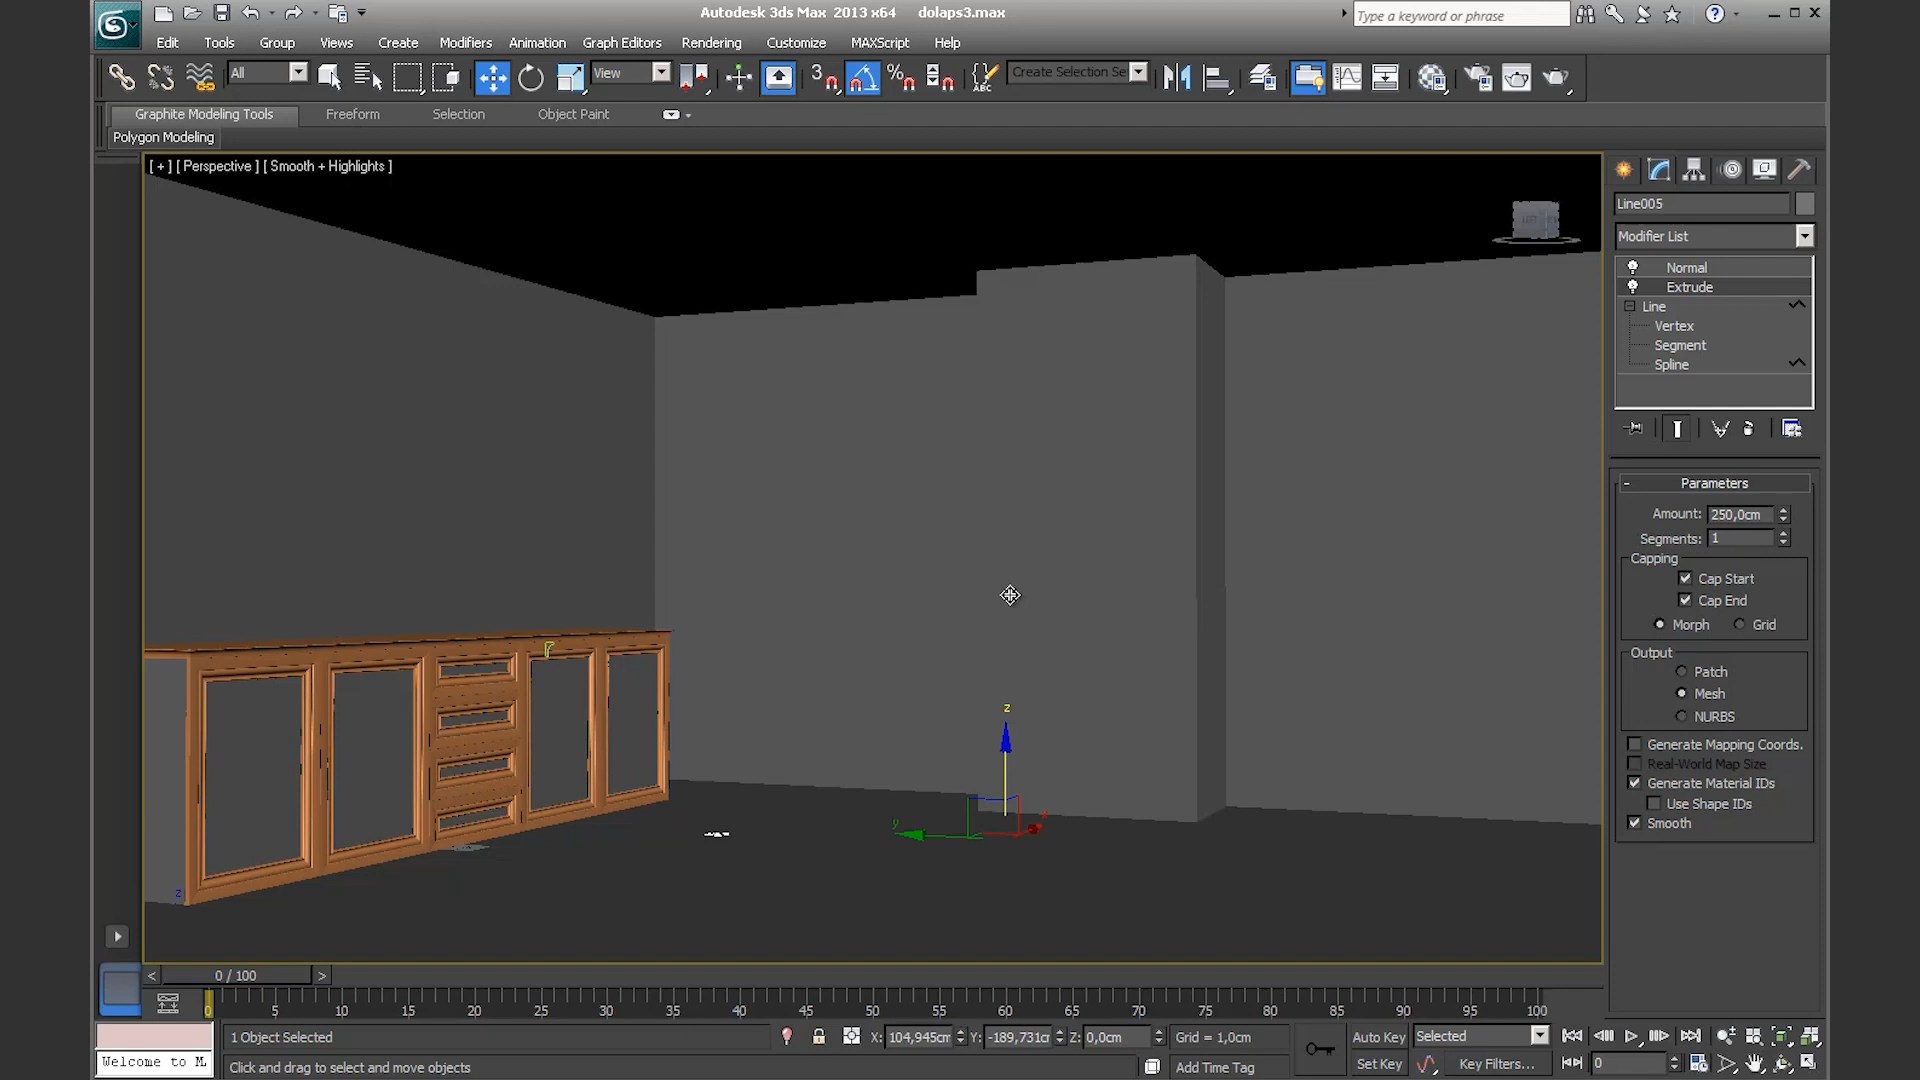 Autodesk 3ds Max 2013 x64 dolaps3.max
Type a keyword or phrase
Edit Tools Group Views Create Modifiers Animation Graph Editors Rendering Customize MAXScript Help
All View 3 % ABC Create Selection Se
Graphite Modeling Tools Freeform Selection Object Paint
Polygon Modeling
[ + ] [ Perspective ] [ Smooth + Highlights ]
Line005
Modifier List
Normal
Extrude
Line
Vertex
Segment
Spline
Parameters
Amount: 250,0cm
Segments: 1
Capping
Cap Start
Cap End
Morph Grid
Output
Patch
Mesh
NURBS
Generate Mapping Coords.
Real-World Map Size
Generate Material IDs
Use Shape IDs
Smooth
z
y
x
z
< 0 / 100 >
0 5 10 15 20 25 30 35 40 45 50 55 60 65 70 75 80 85 90 95 100
1 Object Selected X: 104,945cm Y: -189,731cm Z: 0,0cm Grid = 1,0cm Auto Key Selected
Welcome to M. Click and drag to select and move objects Add Time Tag Set Key Key Filters... 0